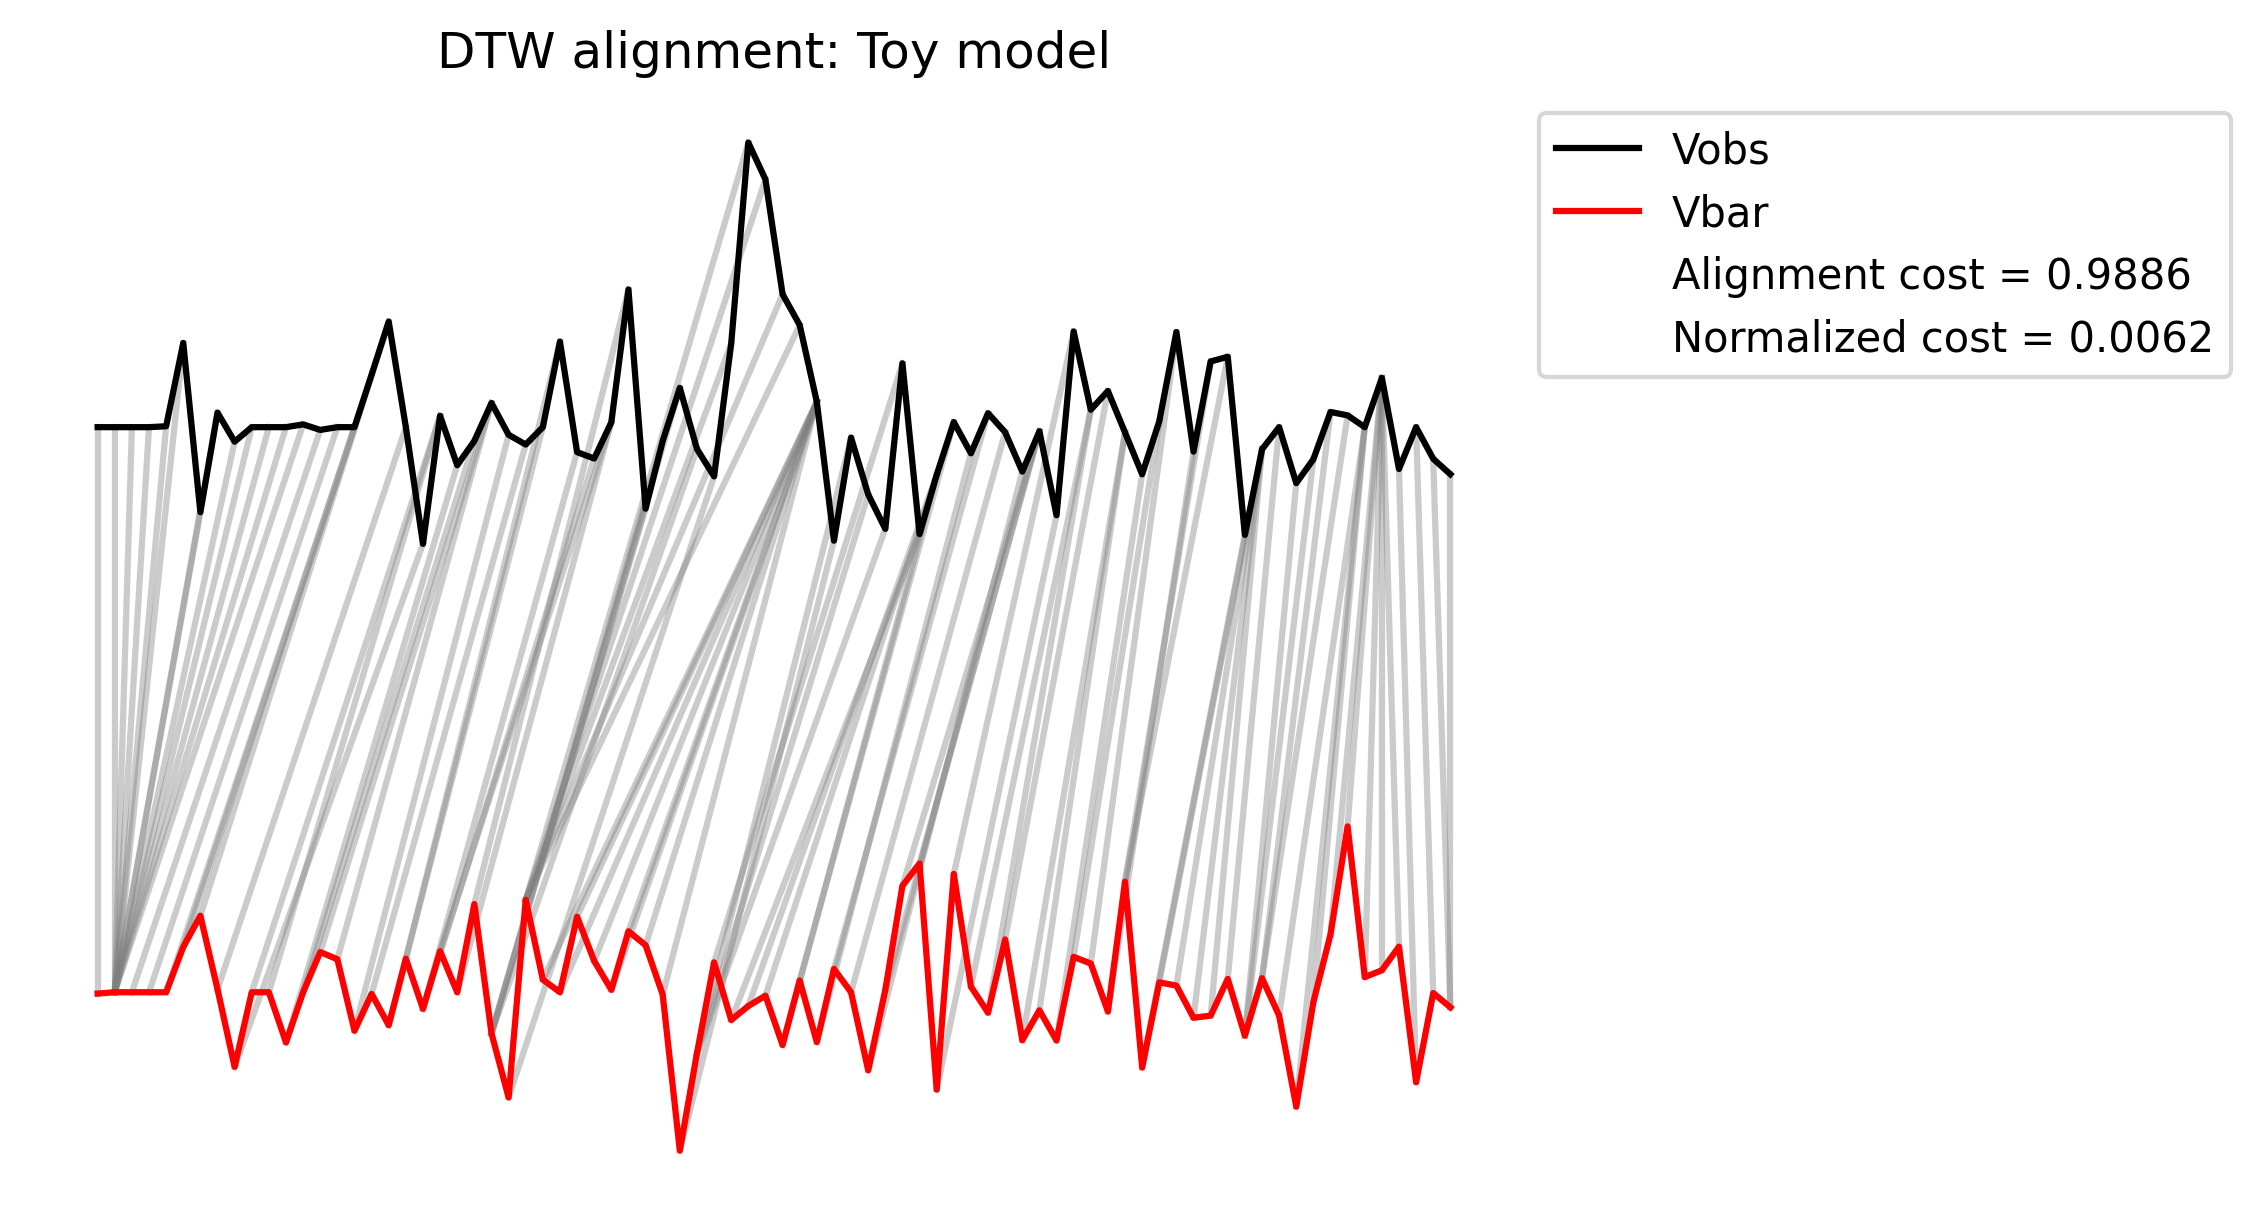 DTW alignment: Toy model
Vobs
Vbar
Alignment cost = 0.9886
Normalized cost = 0.0062